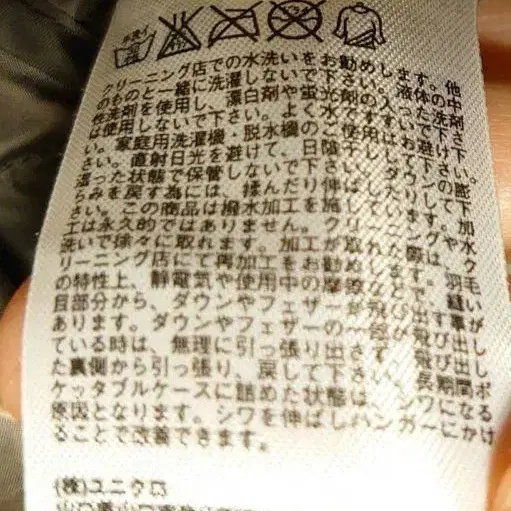 手洗イ
中性
クリーニング店での水洗いをお勧めします。他
のものと一緒に洗濯しないで下さい。液体の中
性洗剤を使用し、漂白剤や蛍光剤の入った洗剤
は使用しないで下さい。よく水ですすいで下さ
い。家庭用洗濯機・脱水機のご使用はお避け下
さい。直射日光を避けて、日陰干しして下さい。
湿った状態で保管しないで下さい。ダウンの膨
らみを戻す為には、揉んだり伸ばしたりして下
さい。この商品は撥水加工を施しています。加
工は永久的ではありません。クリーニングや水
洗いで徐々に取れます。加工が取れた際は、ク
リーニング店にて再加工をお勧めします。羽毛
の特性上、静電気や使用中の摩擦などで、縫い
目部分から、ダウンやフェザーが飛び出す事が
あります。ダウンやフェザーの一部が飛び出し
ている時は、無理に引っ張り出さず、飛び出し
た裏側から引っ張り、戻して下さい。長期間ポ
ケッタブルケースに詰めた状態は、シワになる
原因となります。シワを伸ばしハンガーにかけ
ることで改善できます。
(株)ユニクロ